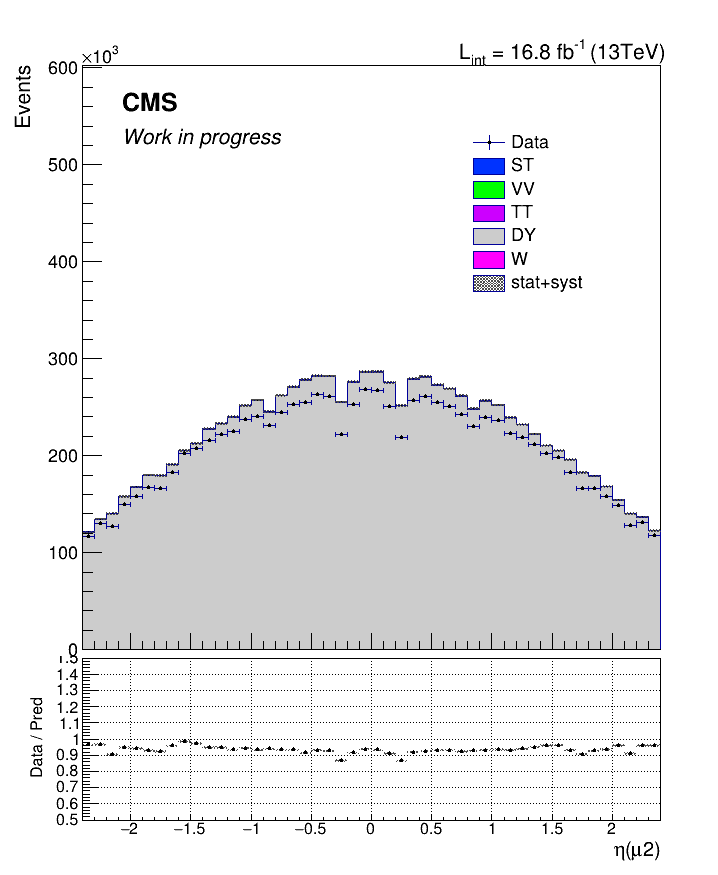 ×10³
L_int = 16.8 fb⁻¹ (13TeV)
Events
600
CMS
Work in progress
500
400
300
200
100
0
Data
ST
VV
TT
DY
W
stat+syst
Data / Pred
1.5
1.4
1.3
1.2
1.1
1
0.9
0.8
0.7
0.6
0.5
−2
−1.5
−1
−0.5
0
0.5
1
1.5
2
η(μ2)